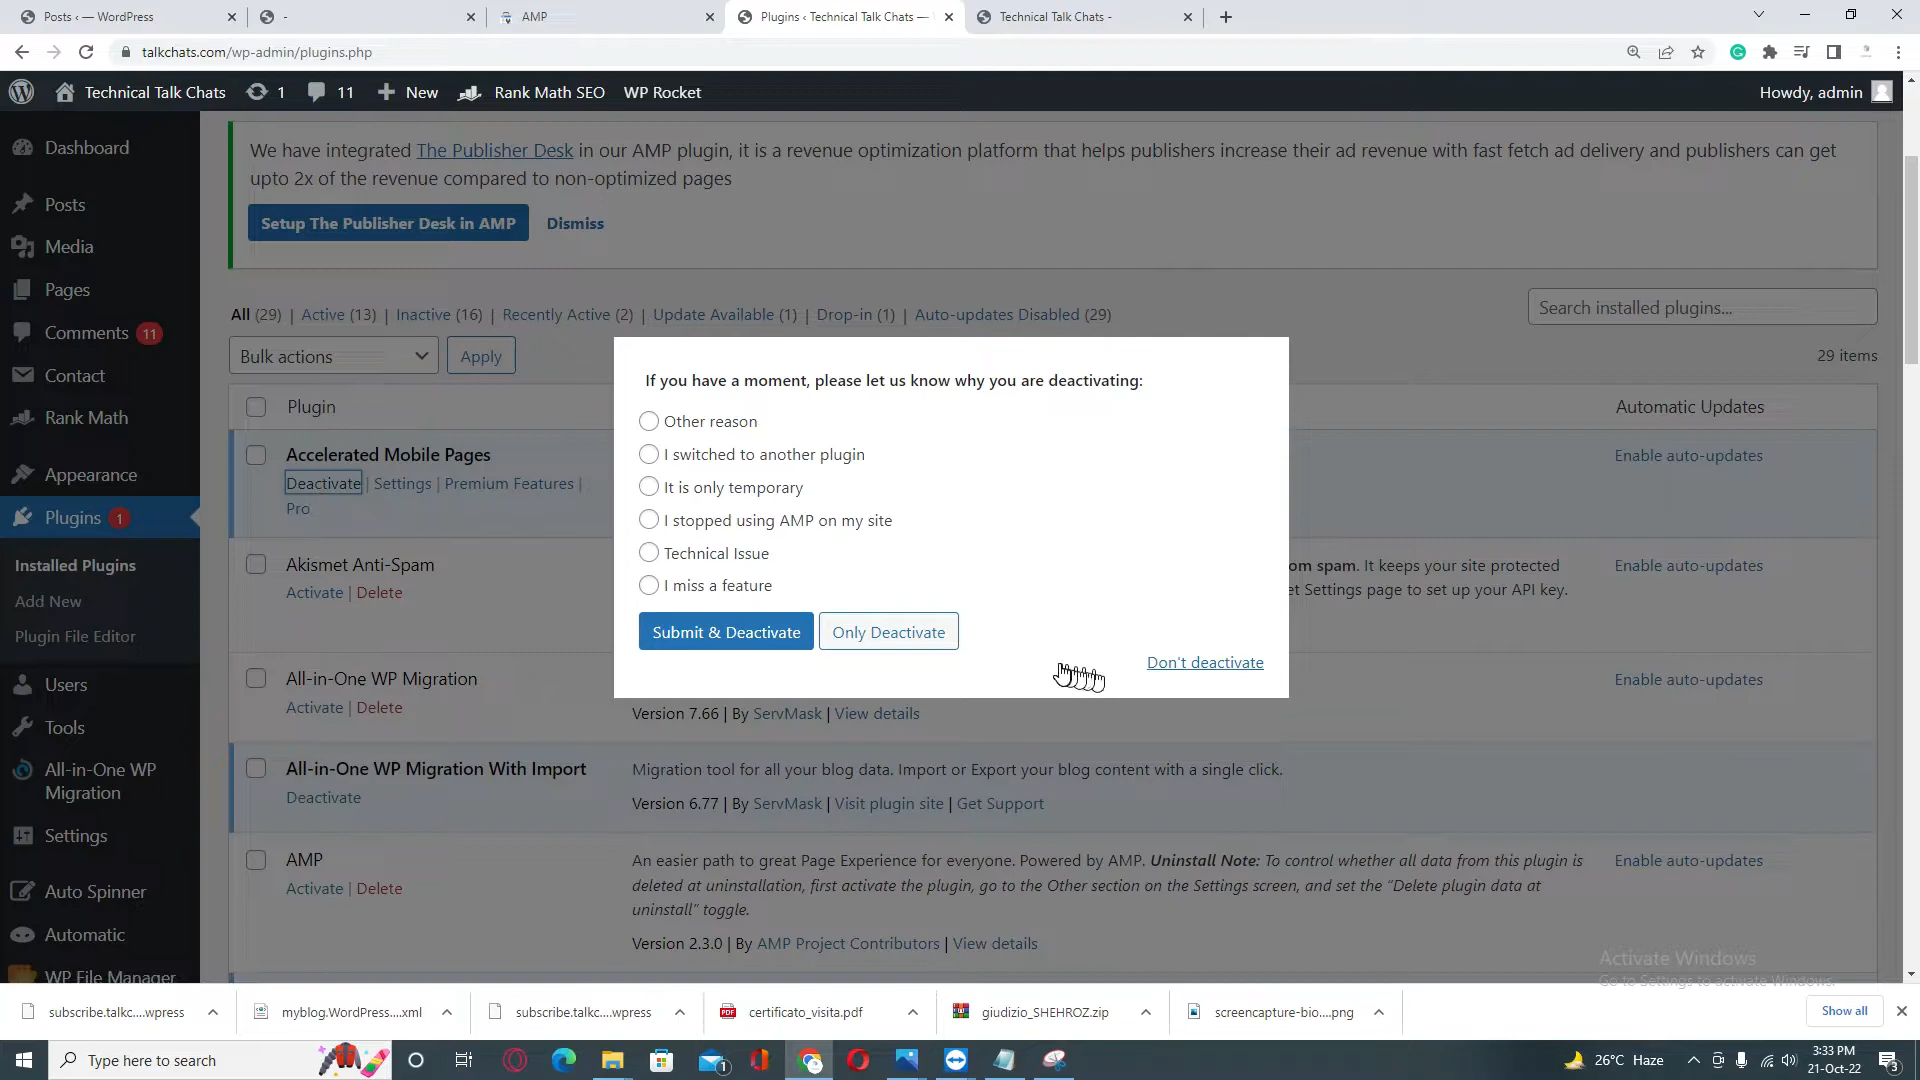 Posts ‹ — WordPress
-
AMP
Plugins ‹ Technical Talk Chats —
Technical Talk Chats -
talkchats.com/wp-admin/plugins.php
Technical Talk Chats
1
11
New
Rank Math SEO
WP Rocket
Howdy, admin
Dashboard
Posts
Media
Pages
Comments 11
Contact
Rank Math
Appearance
Plugins 1
Installed Plugins
Add New
Plugin File Editor
Users
Tools
All-in-One WP
Migration
Settings
Auto Spinner
Automatic
WP File Manager
We have integrated The Publisher Desk in our AMP plugin, it is a revenue optimization platform that helps publishers increase their ad revenue with fast fetch ad delivery and publishers can get
upto 2x of the revenue compared to non-optimized pages
Setup The Publisher Desk in AMP Dismiss
All (29) | Active (13) | Inactive (16) | Recently Active (2) | Update Available (1) | Drop-in (1) | Auto-updates Disabled (29)
Search installed plugins...
Bulk actions
Apply
29 items
Plugin
Automatic Updates
Accelerated Mobile Pages
Deactivate | Settings | Premium Features |
Pro
Enable auto-updates
If you have a moment, please let us know why you are deactivating:
Other reason
I switched to another plugin
It is only temporary
I stopped using AMP on my site
Technical Issue
I miss a feature
Submit & Deactivate
Only Deactivate
Don't deactivate
Akismet Anti-Spam
Activate | Delete
om spam. It keeps your site protected
et Settings page to set up your API key.
Enable auto-updates
All-in-One WP Migration
Activate | Delete
Version 7.66 | By ServMask | View details
Enable auto-updates
All-in-One WP Migration With Import
Deactivate
Migration tool for all your blog data. Import or Export your blog content with a single click.
Version 6.77 | By ServMask | Visit plugin site | Get Support
AMP
Activate | Delete
An easier path to great Page Experience for everyone. Powered by AMP. Uninstall Note: To control whether all data from this plugin is
deleted at uninstallation, first activate the plugin, go to the Other section on the Settings screen, and set the “Delete plugin data at
uninstall” toggle.
Version 2.3.0 | By AMP Project Contributors | View details
Enable auto-updates
Activate Windows
Go to Settings to activate Windows.
subscribe.talkc....wpress
myblog.WordPress....xml
subscribe.talkc....wpress
PDF
certificato_visita.pdf
giudizio_SHEHROZ.zip
screencapture-bio....png
Show all
Type here to search
1
26°C Haze
3:33 PM
21-Oct-22
3